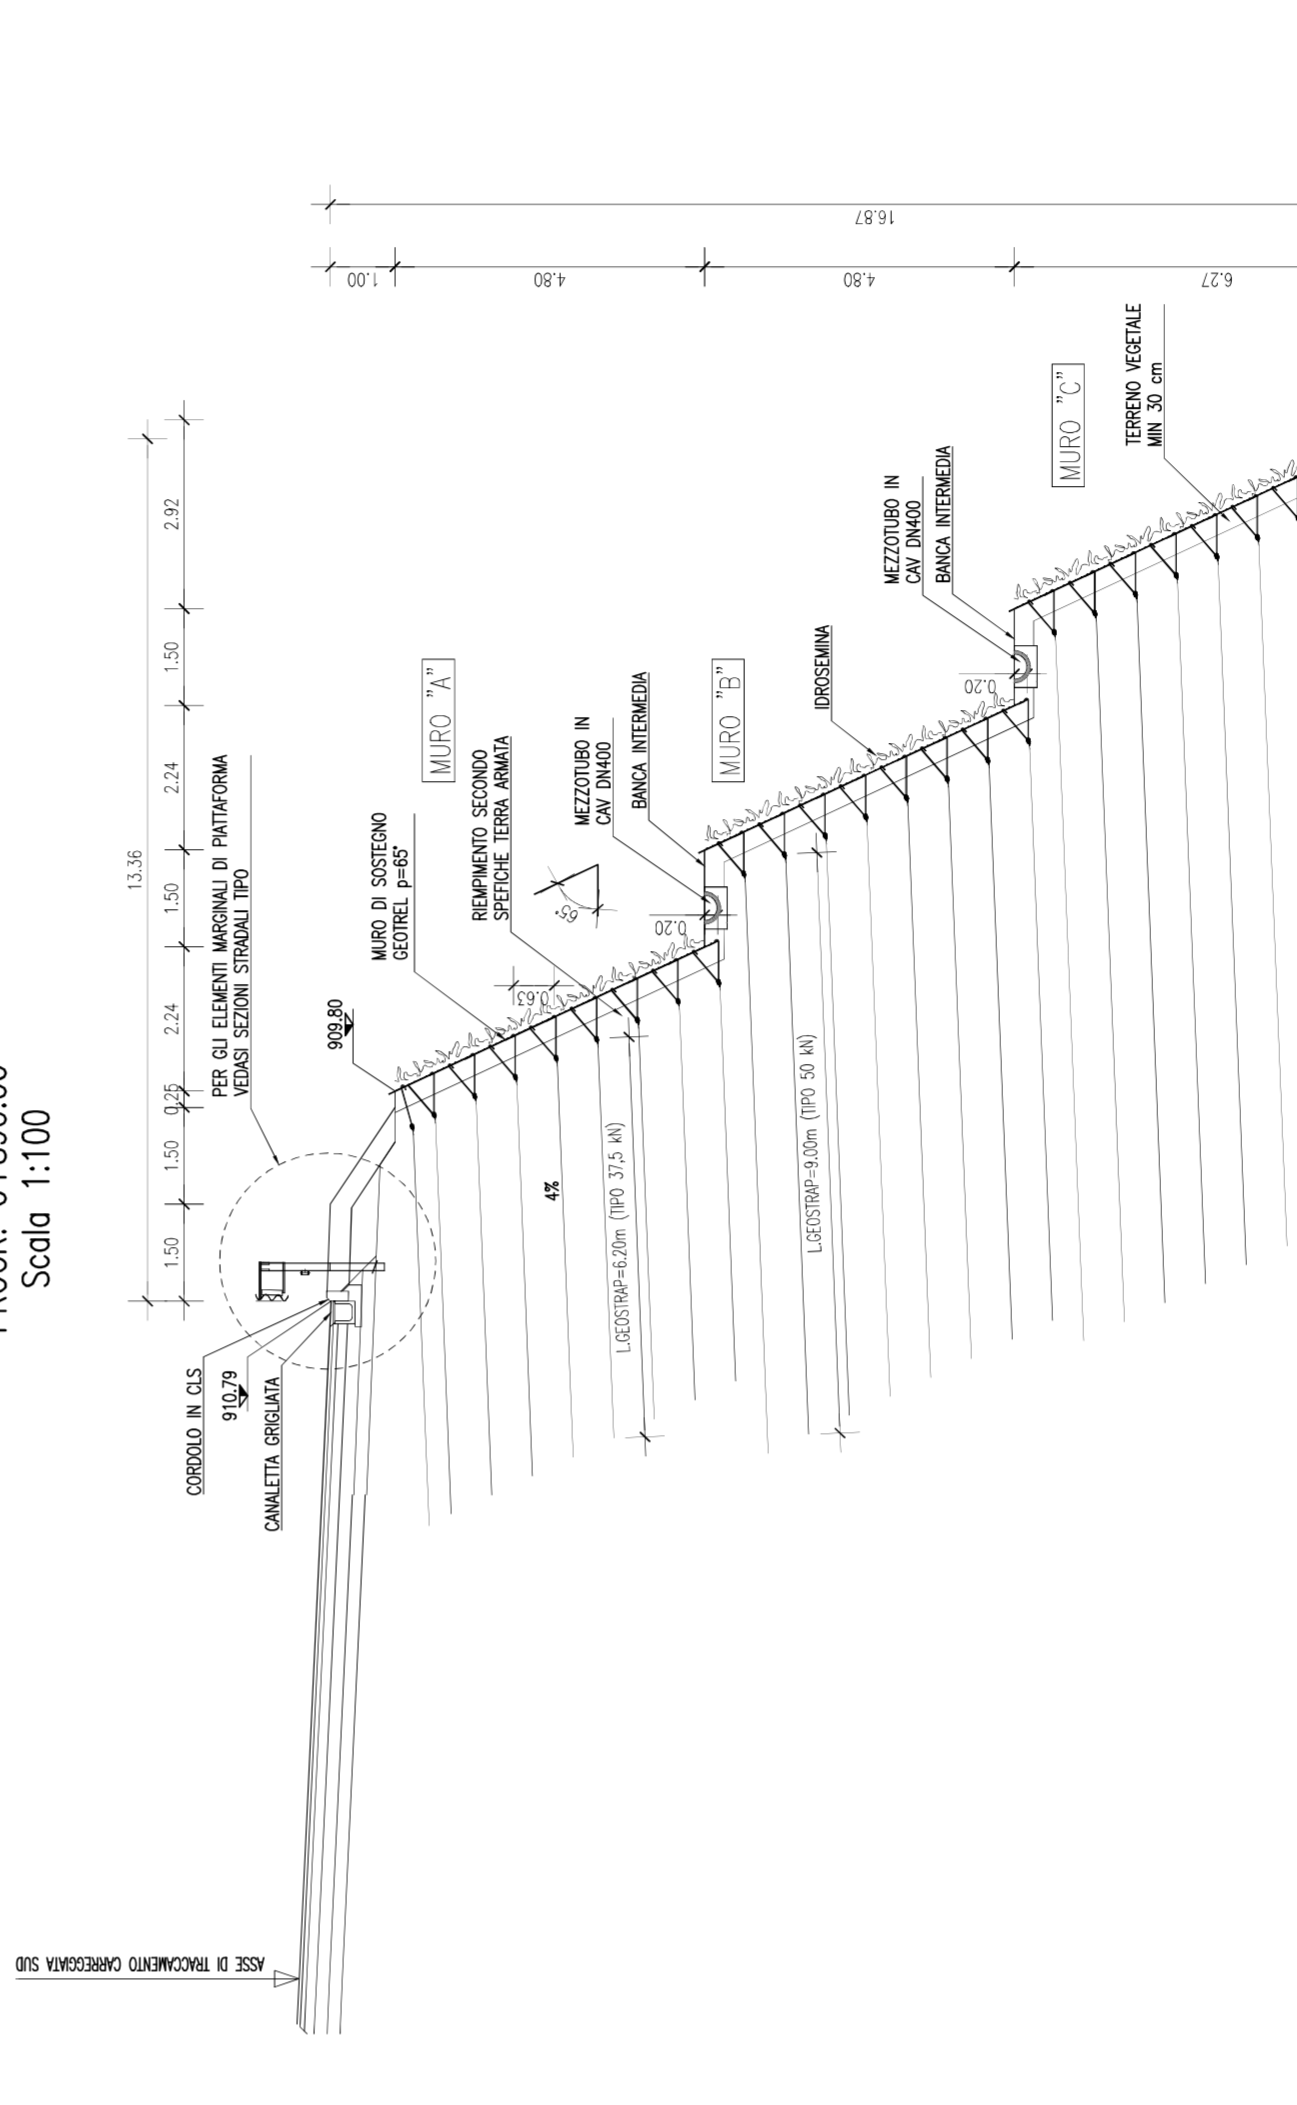 Scala 1:100
13.36
1.50
1.50
0.25
2.24
1.50
2.24
1.50
2.92
16.87
1.00
4.80
4.80
6.27
PER GLI ELEMENTI MARGINALI DI PIATTAFORMA
VEDASI SEZIONI STRADALI TIPO
CORDOLO IN CLS
910.79
CANALETTA GRIGLIATA
ASSE DI TRACCAMENTO CARREGGIATA SUD
909.80
MURO DI SOSTEGNO
GEOTREL p=65°
MURO "A"
RIEMPIMENTO SECONDO
SPEFICHE TERRA ARMATA
0.63
65°
4%
MEZZOTUBO IN
CAV DN400
BANCA INTERMEDIA
0.20
L.GEOSTRAP=6.20m (TIPO 37,5 kN)
MURO "B"
IDROSEMINA
L.GEOSTRAP=9.00m (TIPO 50 kN)
MEZZOTUBO IN
CAV DN400
BANCA INTERMEDIA
0.20
MURO "C"
TERRENO VEGETALE
MIN 30 cm